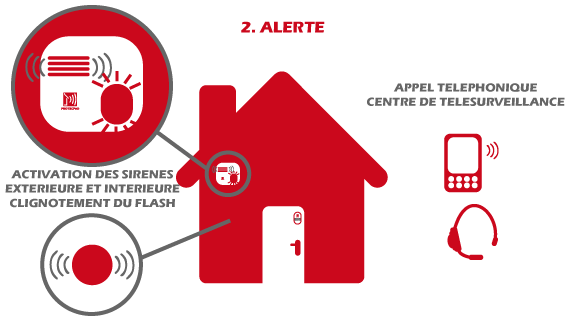 2. ALERTE
APPEL TELEPHONIQUE
CENTRE DE TELESURVEILLANCE
ACTIVATION DES SIRENES
EXTERIEURE ET INTERIEURE
CLIGNOTEMENT DU FLASH